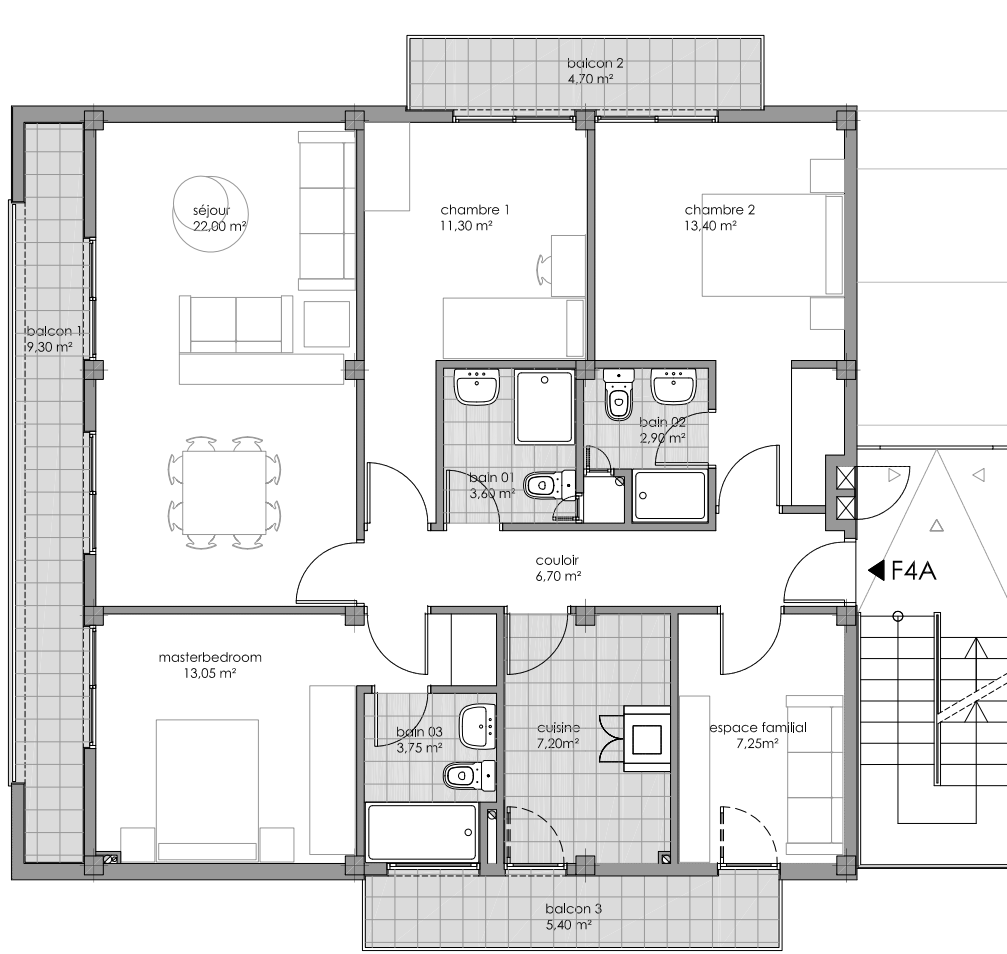 balcon 2
4,70 m²
séjour
22,00 m²
chambre 1
11,30 m²
chambre 2
13,40 m²
balcon 1
9,30 m²
bain 02
2,90 m²
bain 01
3,60 m²
couloir
6,70 m²
F4A
masterbedroom
13,05 m²
bain 03
3,75 m²
cuisine
7,20m²
espace familial
7,25m²
balcon 3
5,40 m²